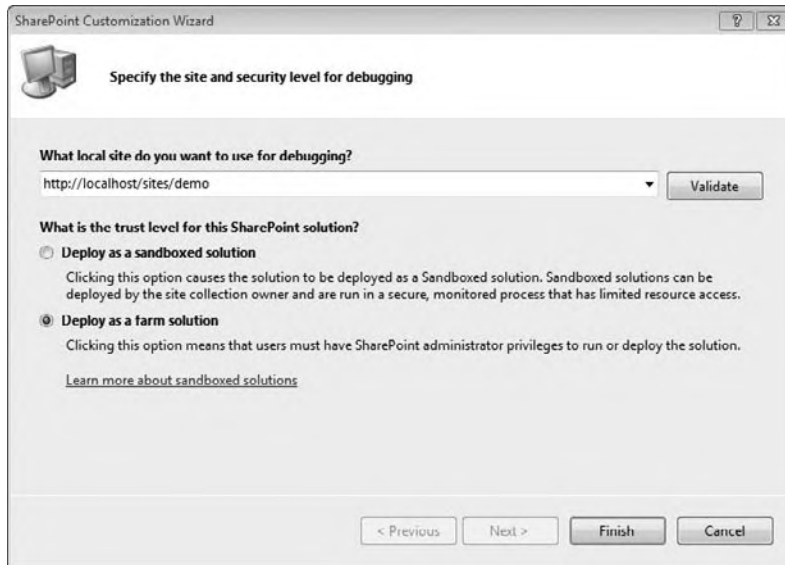 SharePoint Customization Wizard
Specify the site and security level for debugging
What local site do you want to use for debugging?
http://localhost/sites/demo
Validate
What is the trust level for this SharePoint solution?
Deploy as a sandboxed solution
Clicking this option causes the solution to be deployed as a Sandboxed solution. Sandboxed solutions can be
deployed by the site collection owner and are run in a secure, monitored process that has limited resource access.
Deploy as a farm solution
Clicking this option means that users must have SharePoint administrator privileges to run or deploy the solution.
Learn more about sandboxed solutions
< Previous
Next >
Finish
Cancel